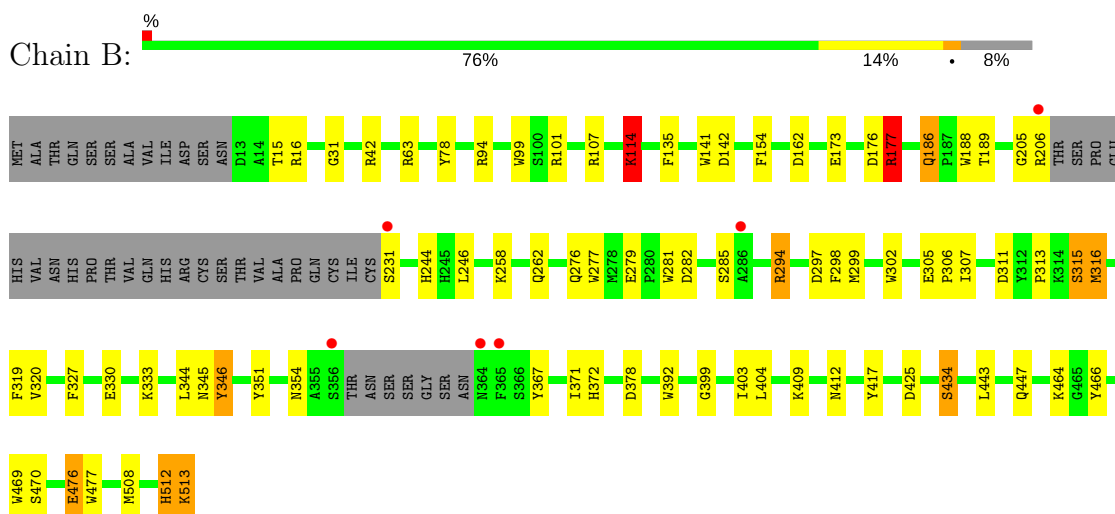 %
Chain B:
76% 14% • 8%
MET ALA THR GLN SER SER ALA VAL ILE ASP SER ASN D13 A14 T15 R16 G31 R42 R63 Y78 R94 W99 S100 R101 R107 K114 F135 W141 D142 F154 D162 E173 D176 R177 Q186 P187 W188 T189 G205 R206 THR SER PRO GLU
HIS VAL ASN HIS PRO THR VAL GLN HIS ARG CYS SER THR VAL ALA PRO GLN CYS ILE CYS S231 H244 H245 L246 K258 Q262 Q276 W277 M278 E279 P280 W281 D282 S285 A286 R294 D297 F298 M299 W302 E305 P306 I307 D311 Y312 P313 K314 S315 M316
F319 V320 F327 E330 K333 L344 N345 Y346 Y351 N354 A355 S356 THR ASN SER SER GLY SER ASN N364 F365 S366 Y367 I371 H372 D378 W392 G399 I403 L404 K409 N412 Y417 D425 S434 L443 Q447 K464 G465 Y466
W469 S470 E476 W477 M508 H512 K513